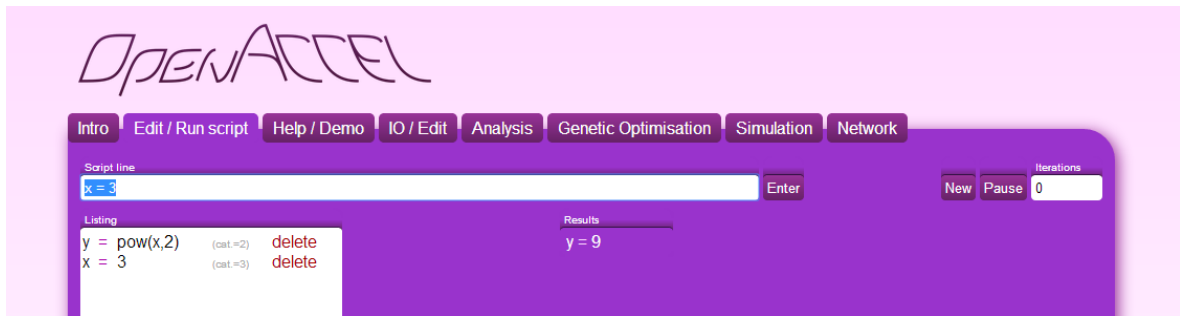 OpenAccel
Intro Edit / Run script Help / Demo IO / Edit Analysis Genetic Optimisation Simulation Network
Script line Iterations
x = 3 Enter New Pause 0
Listing Results
y = pow(x,2) (cat.=2) delete y = 9
x = 3 (cat.=3) delete